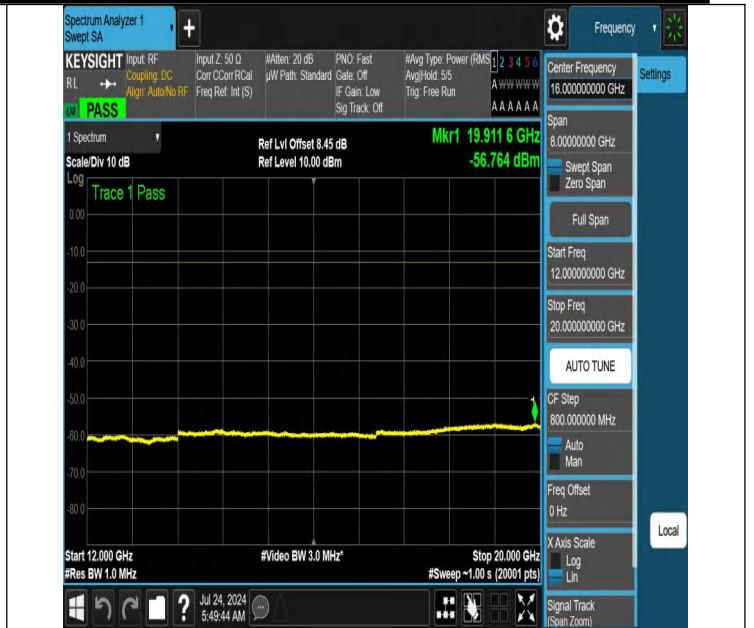 Spectrum Analyzer 1
Swept SA
+
Frequency
KEYSIGHT
RL
PASS
Input: RF
Coupling: DC
Align: Auto/No RF
Input Z: 50 Ω
Corr CCorr RCal
Freq Ref: Int (S)
#Atten: 20 dB
µW Path: Standard
PNO: Fast
Gate: Off
IF Gain: Low
Sig Track: Off
#Avg Type: Power (RMS
Avg|Hold: 5/5
Trig: Free Run
1 2 3 4 5 6
A W W W W W
A A A A A A
1 Spectrum
Scale/Div 10 dB
Ref Lvl Offset 8.45 dB
Ref Level 10.00 dBm
Mkr1 19.911 6 GHz
-56.764 dBm
Log
Trace 1 Pass
0.00
-10.0
-20.0
-30.0
-40.0
-50.0
-60.0
-70.0
-80.0
1
Start 12.000 GHz
#Res BW 1.0 MHz
#Video BW 3.0 MHz*
Stop 20.000 GHz
#Sweep ~1.00 s (20001 pts)
Jul 24, 2024
5:49:44 AM
Center Frequency
16.000000000 GHz
Span
8.00000000 GHz
Swept Span
Zero Span
Full Span
Start Freq
12.000000000 GHz
Stop Freq
20.000000000 GHz
AUTO TUNE
CF Step
800.000000 MHz
Auto
Man
Freq Offset
0 Hz
X Axis Scale
Log
Lin
Signal Track
(Span Zoom)
Settings
Local